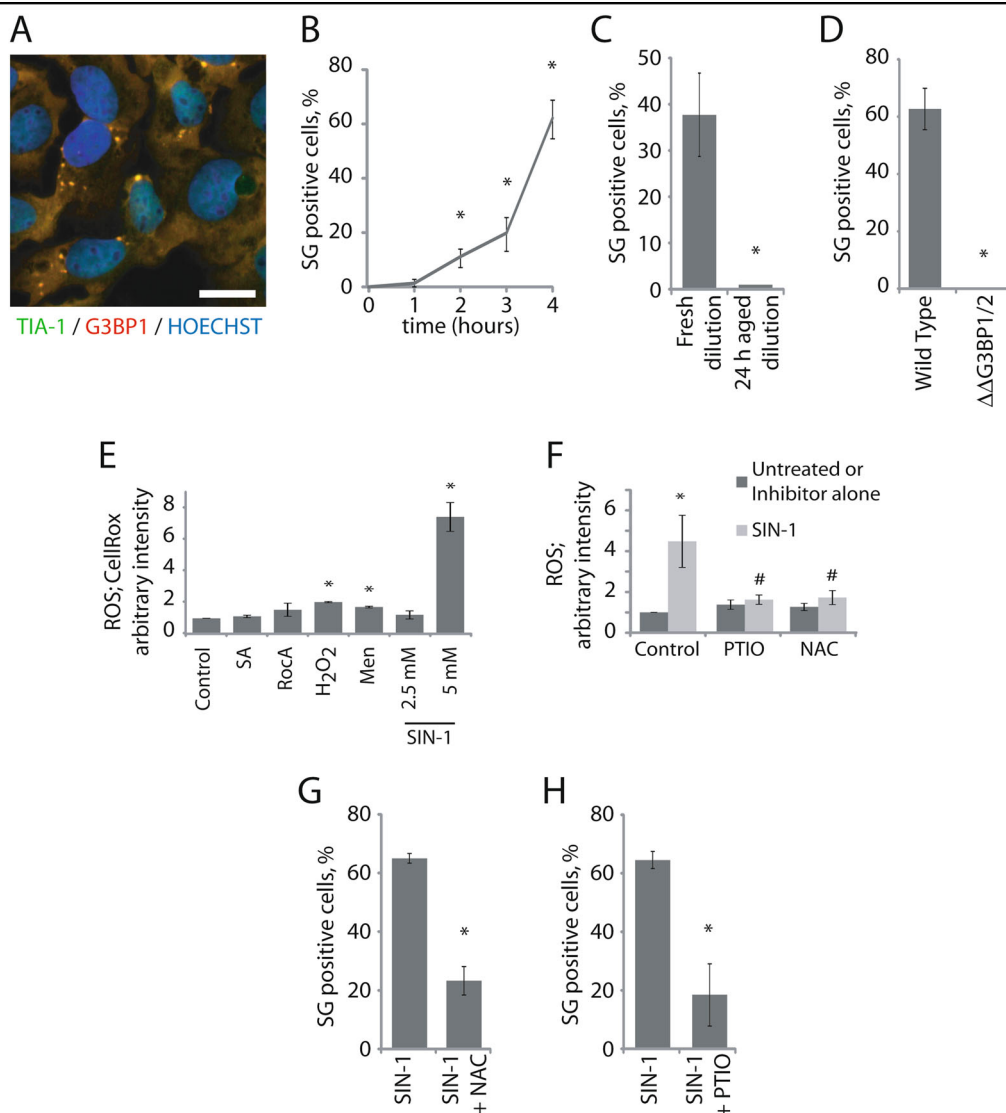 A
TIA-1 / G3BP1 / HOECHST
B
SG positive cells, %
80
60
40
20
0
*
*
*
0 1 2 3 4
time (hours)
C
SG positive cells, %
50
40
30
20
10
0
*
Fresh
dilution
24 h aged
dilution
D
SG positive cells, %
80
60
40
20
0
*
Wild Type
ΔΔG3BP1/2
E
ROS; CellRox
arbitrary intensity
8
6
4
2
0
*
*
*
Control
SA
RocA
H2O2
Men
2.5 mM
5 mM
SIN-1
F
ROS;
arbitrary intensity
6
4
2
0
*
#
#
Untreated or
Inhibitor alone
SIN-1
Control PTIO NAC
G
SG positive cells, %
80
60
40
20
0
*
SIN-1
SIN-1
+ NAC
H
SG positive cells, %
80
60
40
20
0
*
SIN-1
SIN-1
+ PTIO